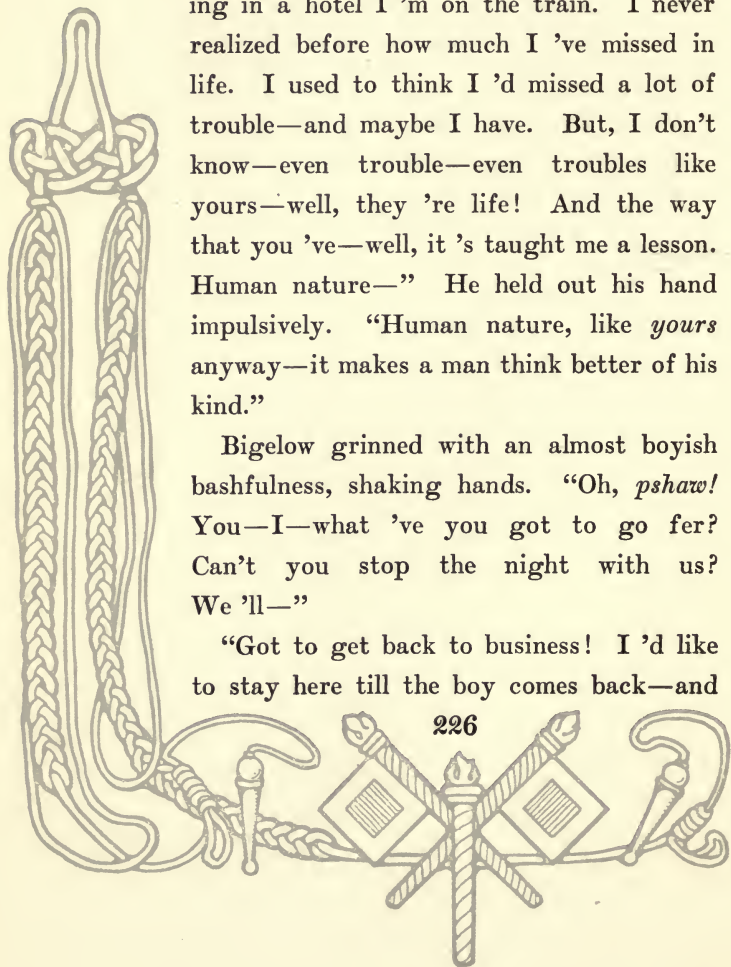 ing in a hotel I 'm on the train. I never
realized before how much I 've missed in
life. I used to think I 'd missed a lot of
trouble—and maybe I have. But, I don't
know—even trouble—even troubles like
yours—well, they 're life! And the way
that you 've—well, it 's taught me a lesson.
Human nature—” He held out his hand
impulsively. “Human nature, like yours
anyway—it makes a man think better of his
kind.”
Bigelow grinned with an almost boyish
bashfulness, shaking hands. “Oh, pshaw!
You—I—what 've you got to go fer?
Can't you stop the night with us?
We 'll—”
“Got to get back to business! I 'd like
to stay here till the boy comes back—and
226